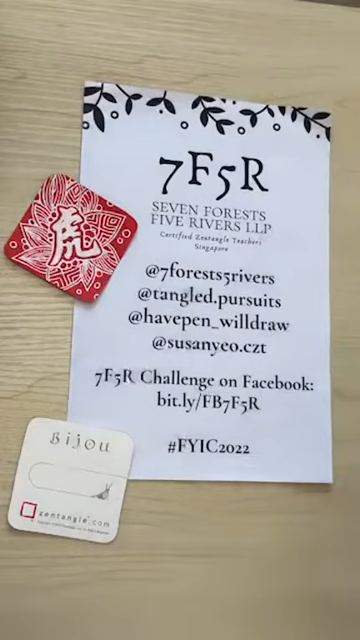 7F5R
SEVEN FORESTS
FIVE RIVERS LLP
Certified Zentangle Teachers
Singapore
虎
@7forests5rivers
@tangled.pursuits
@havepen_willdraw
@susanyeo.czt
7F5R Challenge on Facebook:
bit.ly/FB7F5R
#FYIC2022
Bijou
zentangle.com